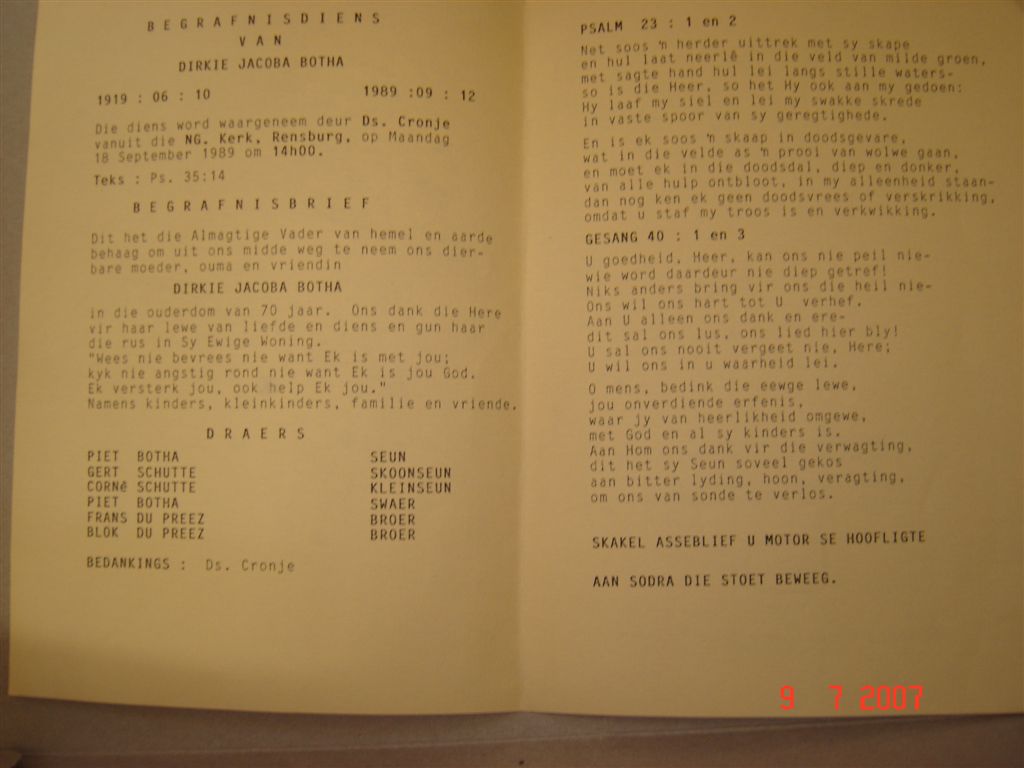 B E G R A F N I S D I E N S
V A N
DIRKIE JACOBA BOTHA
1919 : 06 : 10 1989 :09 : 12
Die diens word waargeneem deur Ds. Cronje
vanuit die NG. Kerk, Rensburg, op Maandag
18 September 1989 om 14h00.
Teks : Ps. 35:14
B E G R A F N I S B R I E F
Dit het die Almagtige Vader van hemel en aarde
behaag om uit ons midde weg te neem ons dier-
bare moeder, ouma en vriendin
DIRKIE JACOBA BOTHA
in die ouderdom van 70 jaar. Ons dank die Here
vir haar lewe van liefde en diens en gun haar
die rus in Sy Ewige Woning.
"Wees nie bevrees nie want Ek is met jou;
kyk nie angstig rond nie want Ek is jou God.
Ek versterk jou, ook help Ek jou."
Namens kinders, kleinkinders, familie en vriende.
D R A E R S
PIET BOTHA SEUN
GERT SCHUTTE SKOONSEUN
CORNé SCHUTTE KLEINSEUN
PIET BOTHA SWAER
FRANS DU PREEZ BROER
BLOK DU PREEZ BROER
BEDANKINGS : Ds. Cronje
PSALM 23 : 1 en 2
Net soos 'n herder uittrek met sy skape
en hul laat neerlê in die veld van milde groen,
met sagte hand hul lei langs stille waters-
so is die Heer, so het Hy ook aan my gedoen:
Hy laaf my siel en lei my swakke skrede
in vaste spoor van sy geregtighede.
En is ek soos 'n skaap in doodsgevare,
wat in die velde as 'n prooi van wolwe gaan,
en moet ek in die doodsdal, diep en donker,
van alle hulp ontbloot, in my alleenheid staan-
dan nog ken ek geen doodsvrees of verskrikking,
omdat u staf my troos is en verkwikking.
GESANG 40 : 1 en 3
U goedheid, Heer, kan ons nie peil nie-
wie word daardeur nie diep getref!
Niks anders bring vir ons die heil nie-
Ons wil ons hart tot U verhef.
Aan U alleen ons dank en ere-
dit sal ons lus, ons lied hier bly!
U sal ons nooit vergeet nie, Here;
U wil ons in u waarheid lei.
O mens, bedink die eewge lewe,
jou onverdiende erfenis,
waar jy van heerlikheid omgewe,
met God en al sy kinders is.
Aan Hom ons dank vir die verwagting,
dit het sy Seun soveel gekos
aan bitter lyding, hoon, veragting,
om ons van sonde te verlos.
SKAKEL ASSEBLIEF U MOTOR SE HOOFLIGTE
AAN SODRA DIE STOET BEWEEG.
9 7 2007